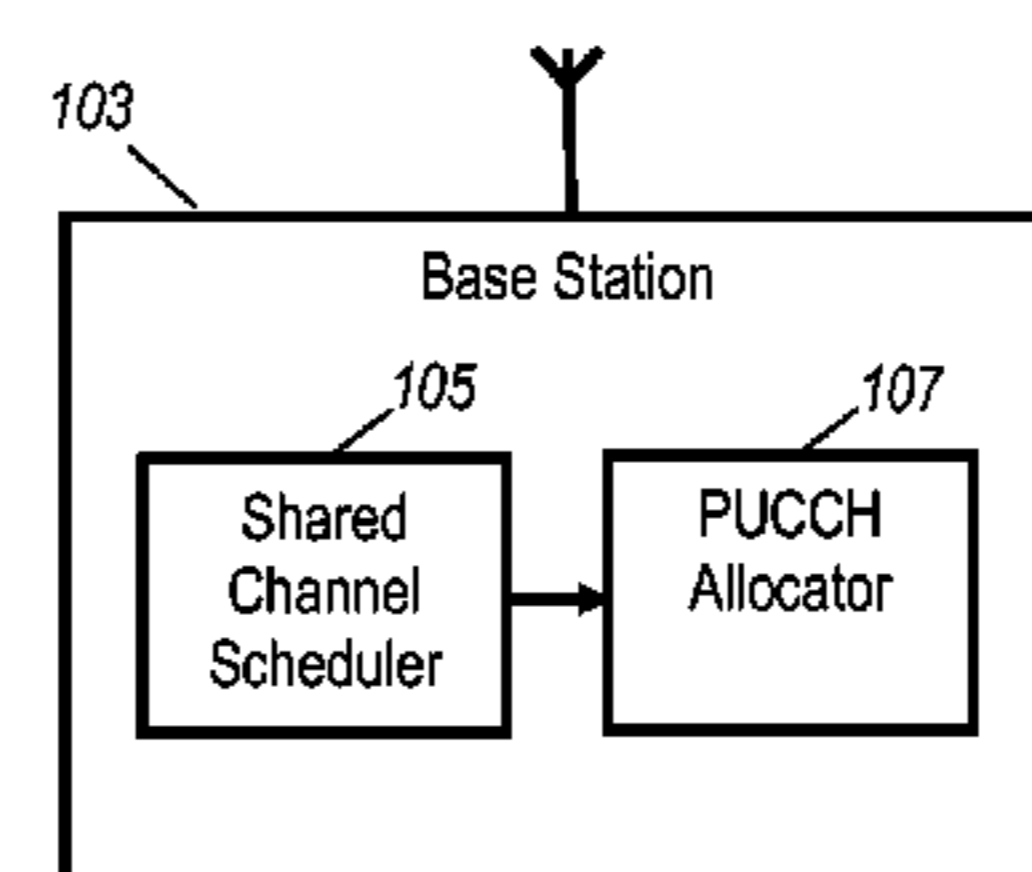 103
Base Station
105
107
Shared
Channel
Scheduler
PUCCH
Allocator